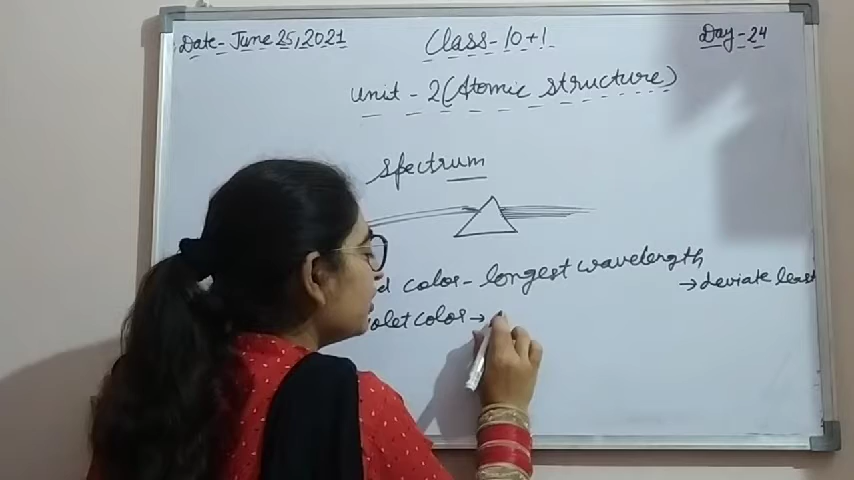 Date- June 25, 2021
Class- 10+1
Day-24
Unit - 2 (Atomic structure)
Spectrum
color- longest wavelength
→ deviate least
color →